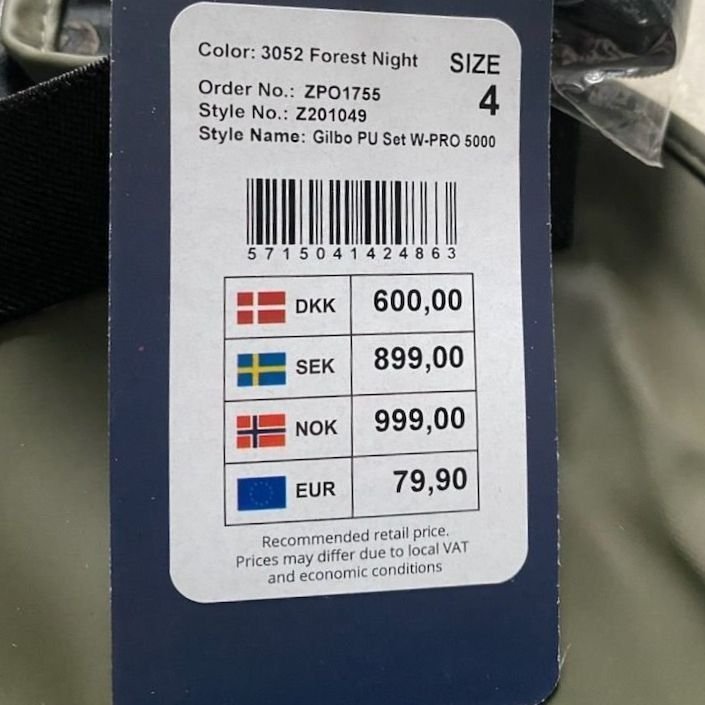 Color: 3052 Forest Night
SIZE
4
Order No.: ZPO1755
Style No.: Z201049
Style Name: Gilbo PU Set W-PRO 5000
5715041424863
DKK 600,00
SEK 899,00
NOK 999,00
EUR 79,90
Recommended retail price.
Prices may differ due to local VAT
and economic conditions